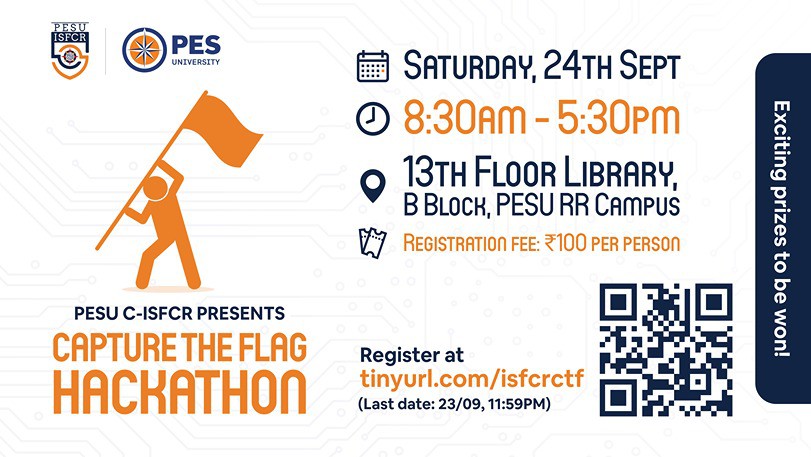 PESU
ISFCR
PES
UNIVERSITY
PESU C-ISFCR PRESENTS
CAPTURE THE FLAG
HACKATHON
SATURDAY, 24TH SEPT
8:30AM - 5:30PM
13TH FLOOR LIBRARY,
B BLOCK, PESU RR CAMPUS
REGISTRATION FEE: ₹100 PER PERSON
Register at
tinyurl.com/isfcrctf
(Last date: 23/09, 11:59PM)
Exciting prizes to be won!